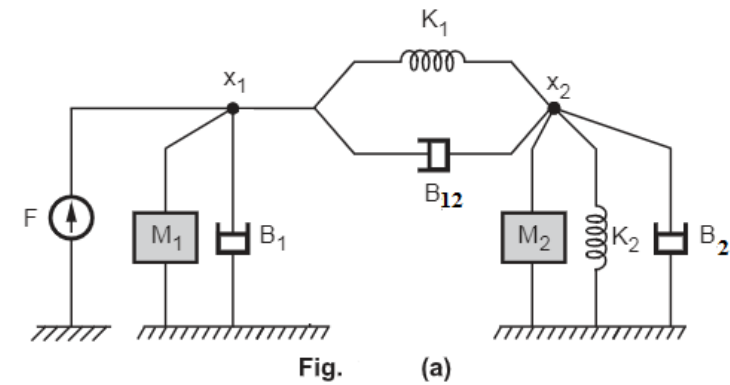 K₁
x₁
x₂
B₁₂
F
M₁
B₁
M₂
K₂
B₂
Fig. (a)